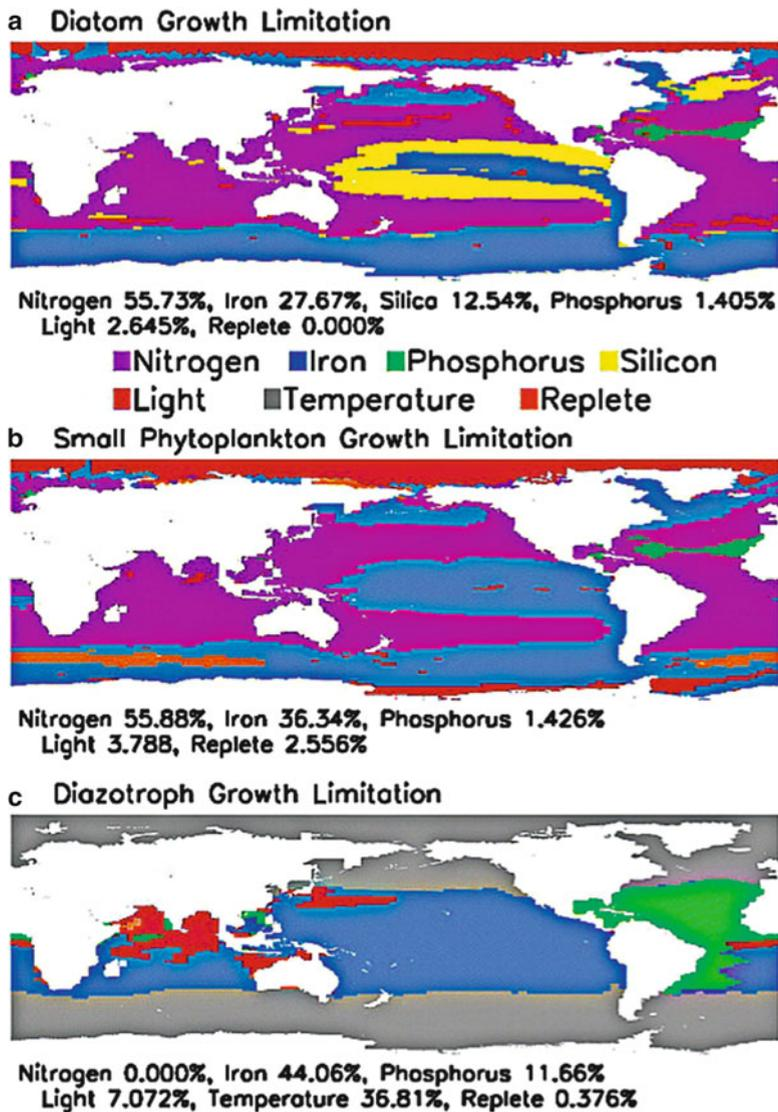 a Diatom Growth Limitation
Nitrogen 55.73%, Iron 27.67%, Silica 12.54%, Phosphorus 1.405%
Light 2.645%, Replete 0.000%
Nitrogen Iron Phosphorus Silicon
Light Temperature Replete
b Small Phytoplankton Growth Limitation
Nitrogen 55.88%, Iron 36.34%, Phosphorus 1.426%
Light 3.788, Replete 2.556%
c Diazotroph Growth Limitation
Nitrogen 0.000%, Iron 44.06%, Phosphorus 11.66%
Light 7.072%, Temperature 36.81%, Replete 0.376%